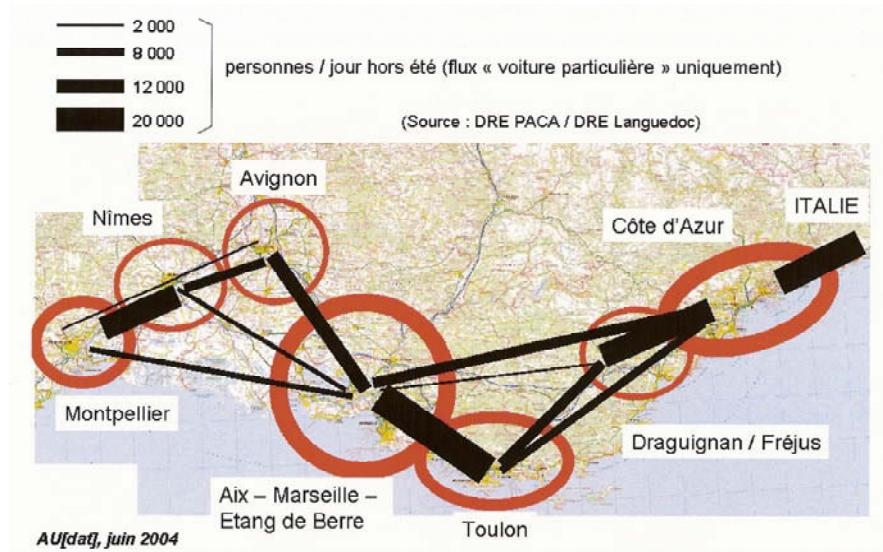 2 000
8 000
12 000
20 000
personnes / jour hors été (flux « voiture particulière » uniquement)
(Source : DRE PACA / DRE Languedoc)
Avignon
Nîmes
ITALIE
Côte d'Azur
Montpellier
Draguignan / Fréjus
Aix – Marseille –
Etang de Berre
Toulon
AU[dat], juin 2004